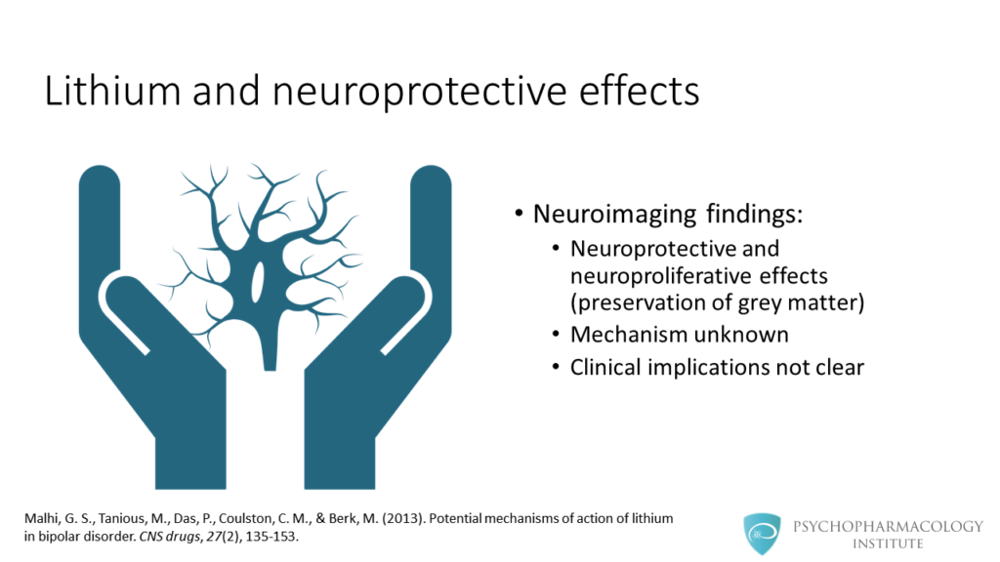 Lithium and neuroprotective effects
• Neuroimaging findings:
• Neuroprotective and
neuroproliferative effects
(preservation of grey matter)
• Mechanism unknown
• Clinical implications not clear
Malhi, G. S., Tanious, M., Das, P., Coulston, C. M., & Berk, M. (2013). Potential mechanisms of action of lithium
in bipolar disorder. CNS drugs, 27(2), 135-153.
PSYCHOPHARMACOLOGY
INSTITUTE